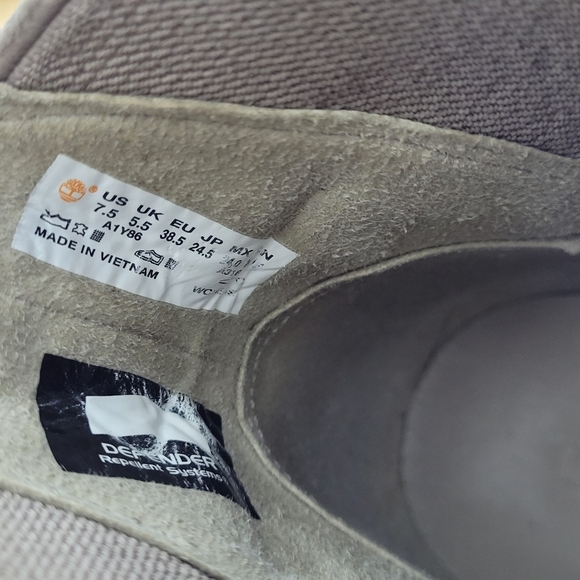 US UK EU JP MX
7.5 5.5 38.5 24.5
A1Y86
MADE IN VIETNAM
DEFENDER
Repellent Systems